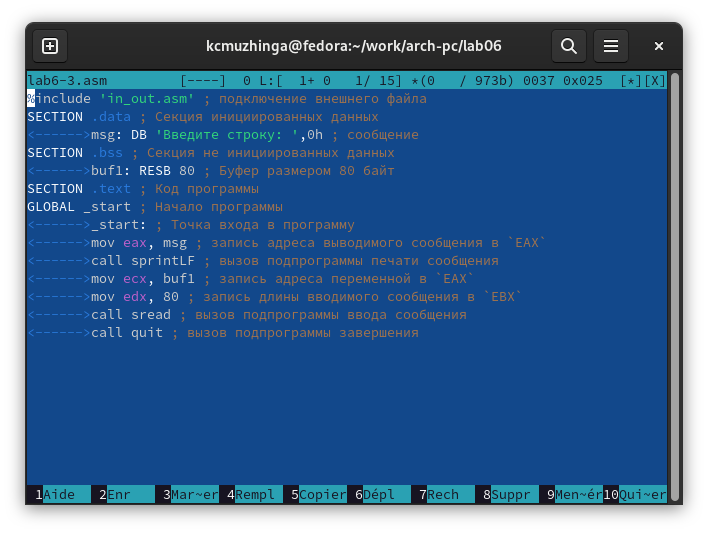 kcmuzhinga@fedora:~/work/arch-pc/lab06
lab6-3.asm [----] 0 L:[ 1+ 0 1/ 15] *(0 / 973b) 0037 0x025 [*][X]
%include 'in_out.asm' ; подключение внешнего файла
SECTION .data ; Секция инициированных данных
<------>msg: DB 'Введите строку: ',0h ; сообщение
SECTION .bss ; Секция не инициированных данных
<------>buf1: RESB 80 ; Буфер размером 80 байт
SECTION .text ; Код программы
GLOBAL _start ; Начало программы
<------>_start: ; Точка входа в программу
<------>mov eax, msg ; запись адреса выводимого сообщения в `EAX`
<------>call sprintLF ; вызов подпрограммы печати сообщения
<------>mov ecx, buf1 ; запись адреса переменной в `EAX`
<------>mov edx, 80 ; запись длины вводимого сообщения в `EBX`
<------>call sread ; вызов подпрограммы ввода сообщения
<------>call quit ; вызов подпрограммы завершения
1Aide 2Enr 3Mar~er 4Rempl 5Copier 6Dépl 7Rech 8Suppr 9Men~ér 10Qui~er